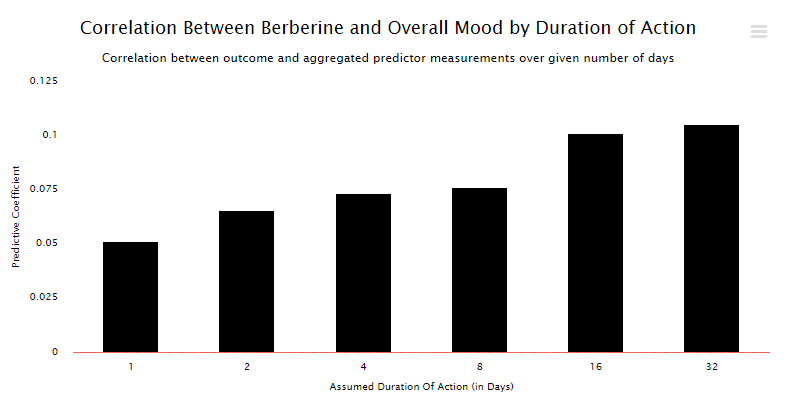 Correlation Between Berberine and Overall Mood by Duration of Action
Correlation between outcome and aggregated predictor measurements over given number of days
Predictive Coefficient
0.125
0.1
0.075
0.05
0.025
0
1 2 4 8 16 32
Assumed Duration Of Action (in Days)